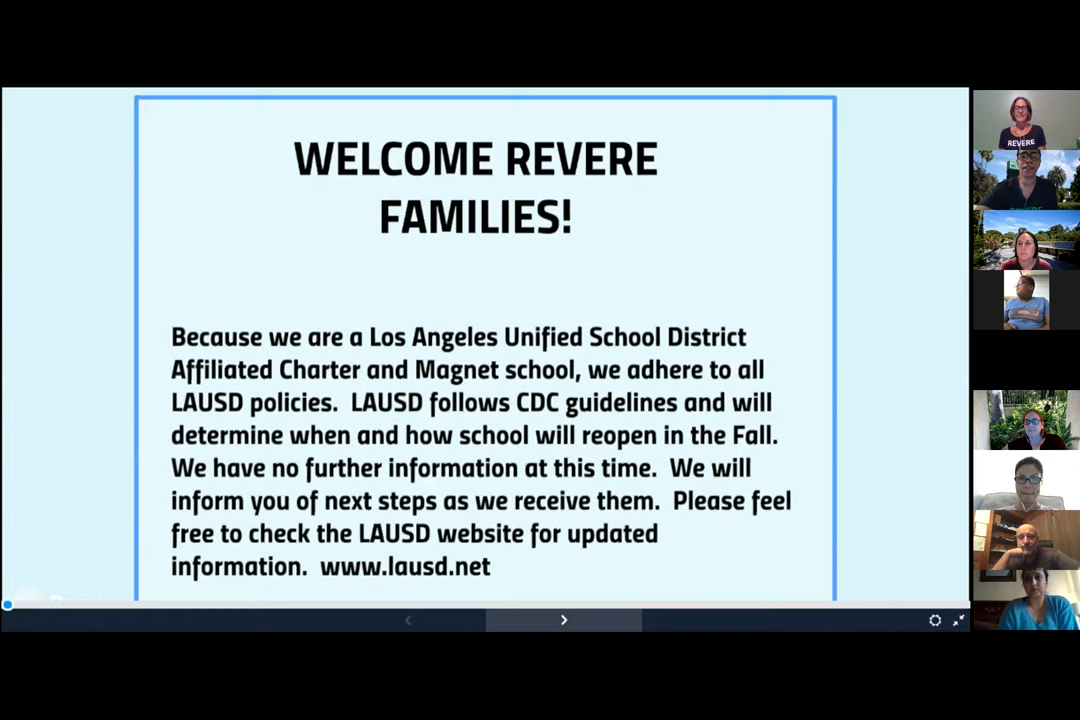 WELCOME REVERE
FAMILIES!
Because we are a Los Angeles Unified School District
Affiliated Charter and Magnet school, we adhere to all
LAUSD policies. LAUSD follows CDC guidelines and will
determine when and how school will reopen in the Fall.
We have no further information at this time. We will
inform you of next steps as we receive them. Please feel
free to check the LAUSD website for updated
information. www.lausd.net
REVERE